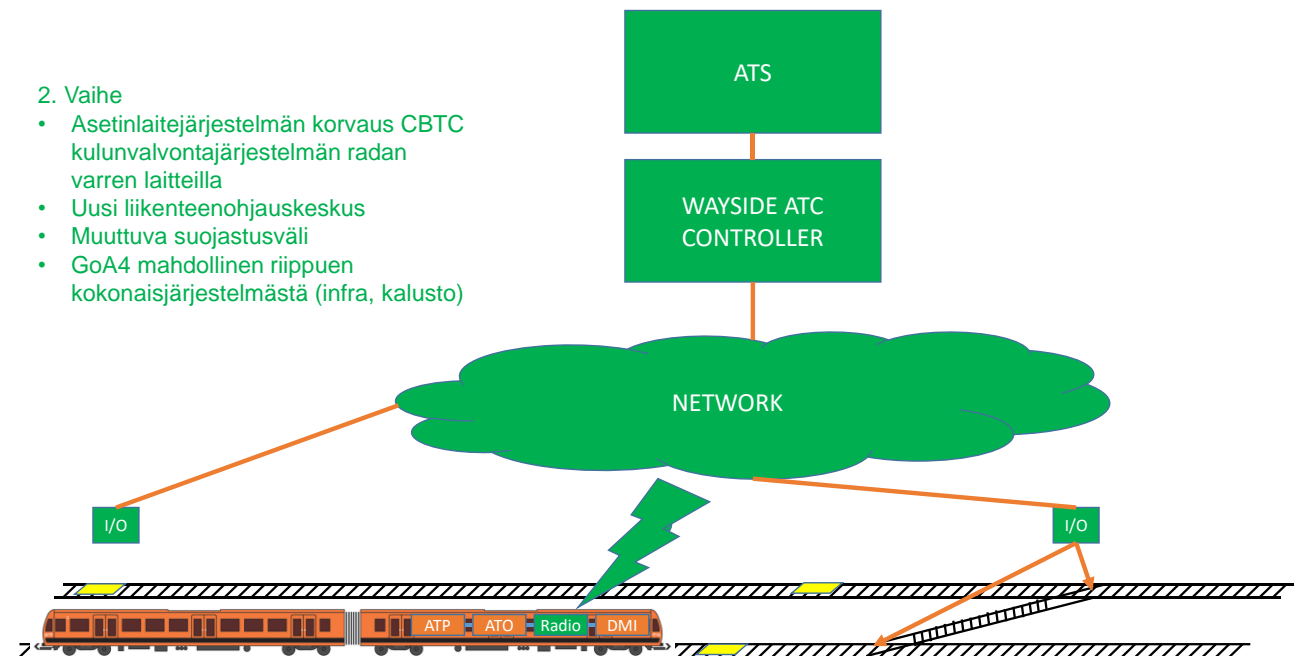 ATS
2. Vaihe
• Asetinlaitejärjestelmän korvaus CBTC
kulunvalvontajärjestelmän radan
varren laitteilla
• Uusi liikenteenohjauskeskus
• Muuttuva suojastusväli
• GoA4 mahdollinen riippuen
kokonaisjärjestelmästä (infra, kalusto)
WAYSIDE ATC
CONTROLLER
NETWORK
I/O
I/O
ATP
ATO
Radio
DMI